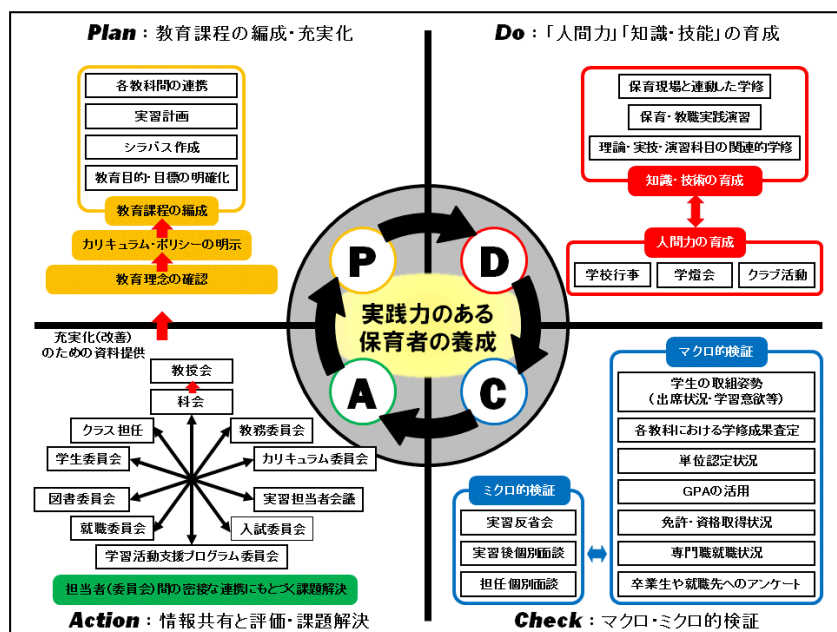 Plan：教育課程の編成・充実化
各教科間の連携
実習計画
シラバス作成
教育目的・目標の明確化
教育課程の編成
カリキュラム・ポリシーの明示
教育理念の確認
Do：「人間力」「知識・技能」の育成
保育現場と連動した学修
保育・教職実践演習
理論・実技・演習科目の関連的学修
知識・技術の育成
人間力の育成
学校行事
学燈会
クラブ活動
P
D
実践力のある
保育者の養成
A
C
充実化(改善)
のための資料提供
教授会
科会
クラス担任
教務委員会
学生委員会
カリキュラム委員会
図書委員会
実習担当者会議
就職委員会
入試委員会
学習活動支援プログラム委員会
担当者(委員会)間の密接な連携にもとづく課題解決
Action：情報共有と評価・課題解決
マクロ的検証
学生の取組姿勢
(出席状況・学習意欲等)
各教科における学修成果査定
単位認定状況
GPAの活用
免許・資格取得状況
専門職就職状況
卒業生や就職先へのアンケート
ミクロ的検証
実習反省会
実習後個別面談
担任個別面談
Check：マクロ・ミクロ的検証